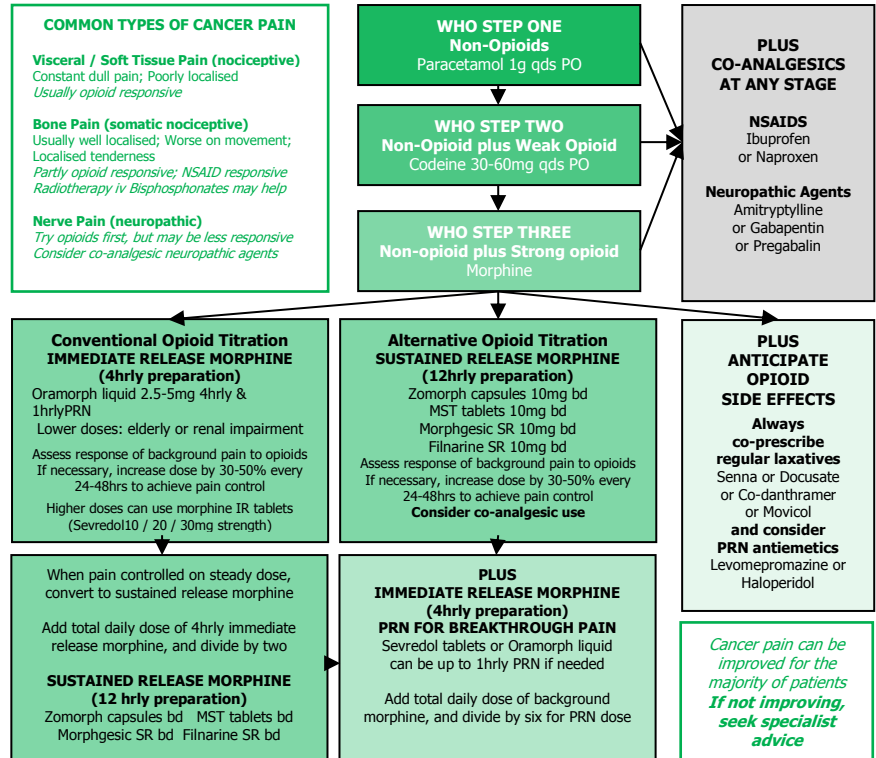 COMMON TYPES OF CANCER PAIN
Visceral / Soft Tissue Pain (nociceptive)
Constant dull pain; Poorly localised
Usually opioid responsive
Bone Pain (somatic nociceptive)
Usually well localised; Worse on movement;
Localised tenderness
Partly opioid responsive; NSAID responsive
Radiotherapy iv Bisphosphonates may help
Nerve Pain (neuropathic)
Try opioids first, but may be less responsive
Consider co-analgesic neuropathic agents
WHO STEP ONE
Non-Opioids
Paracetamol 1g qds PO
WHO STEP TWO
Non-Opioid plus Weak Opioid
Codeine 30-60mg qds PO
WHO STEP THREE
Non-opioid plus Strong opioid
Morphine
PLUS
CO-ANALGESICS
AT ANY STAGE
NSAIDS
Ibuprofen
or Naproxen
Neuropathic Agents
Amitryptylline
or Gabapentin
or Pregabalin
Conventional Opioid Titration
IMMEDIATE RELEASE MORPHINE
(4hrly preparation)
Oramorph liquid 2.5-5mg 4hrly &
1hrlyPRN
Lower doses: elderly or renal impairment
Assess response of background pain to opioids
If necessary, increase dose by 30-50% every
24-48hrs to achieve pain control
Higher doses can use morphine IR tablets
(Sevredol10 / 20 / 30mg strength)
Alternative Opioid Titration
SUSTAINED RELEASE MORPHINE
(12hrly preparation)
Zomorph capsules 10mg bd
MST tablets 10mg bd
Morphgesic SR 10mg bd
Filnarine SR 10mg bd
Assess response of background pain to opioids
If necessary, increase dose by 30-50% every
24-48hrs to achieve pain control
Consider co-analgesic use
PLUS
ANTICIPATE
OPIOID
SIDE EFFECTS
Always
co-prescribe
regular laxatives
Senna or Docusate
or Co-danthramer
or Movicol
and consider
PRN antiemetics
Levomepromazine or
Haloperidol
When pain controlled on steady dose,
convert to sustained release morphine
Add total daily dose of 4hrly immediate
release morphine, and divide by two
SUSTAINED RELEASE MORPHINE
(12 hrly preparation)
Zomorph capsules bd MST tablets bd
Morphgesic SR bd Filnarine SR bd
PLUS
IMMEDIATE RELEASE MORPHINE
(4hrly preparation)
PRN FOR BREAKTHROUGH PAIN
Sevredol tablets or Oramorph liquid
can be up to 1hrly PRN if needed
Add total daily dose of background
morphine, and divide by six for PRN dose
Cancer pain can be
improved for the
majority of patients
If not improving,
seek specialist
advice